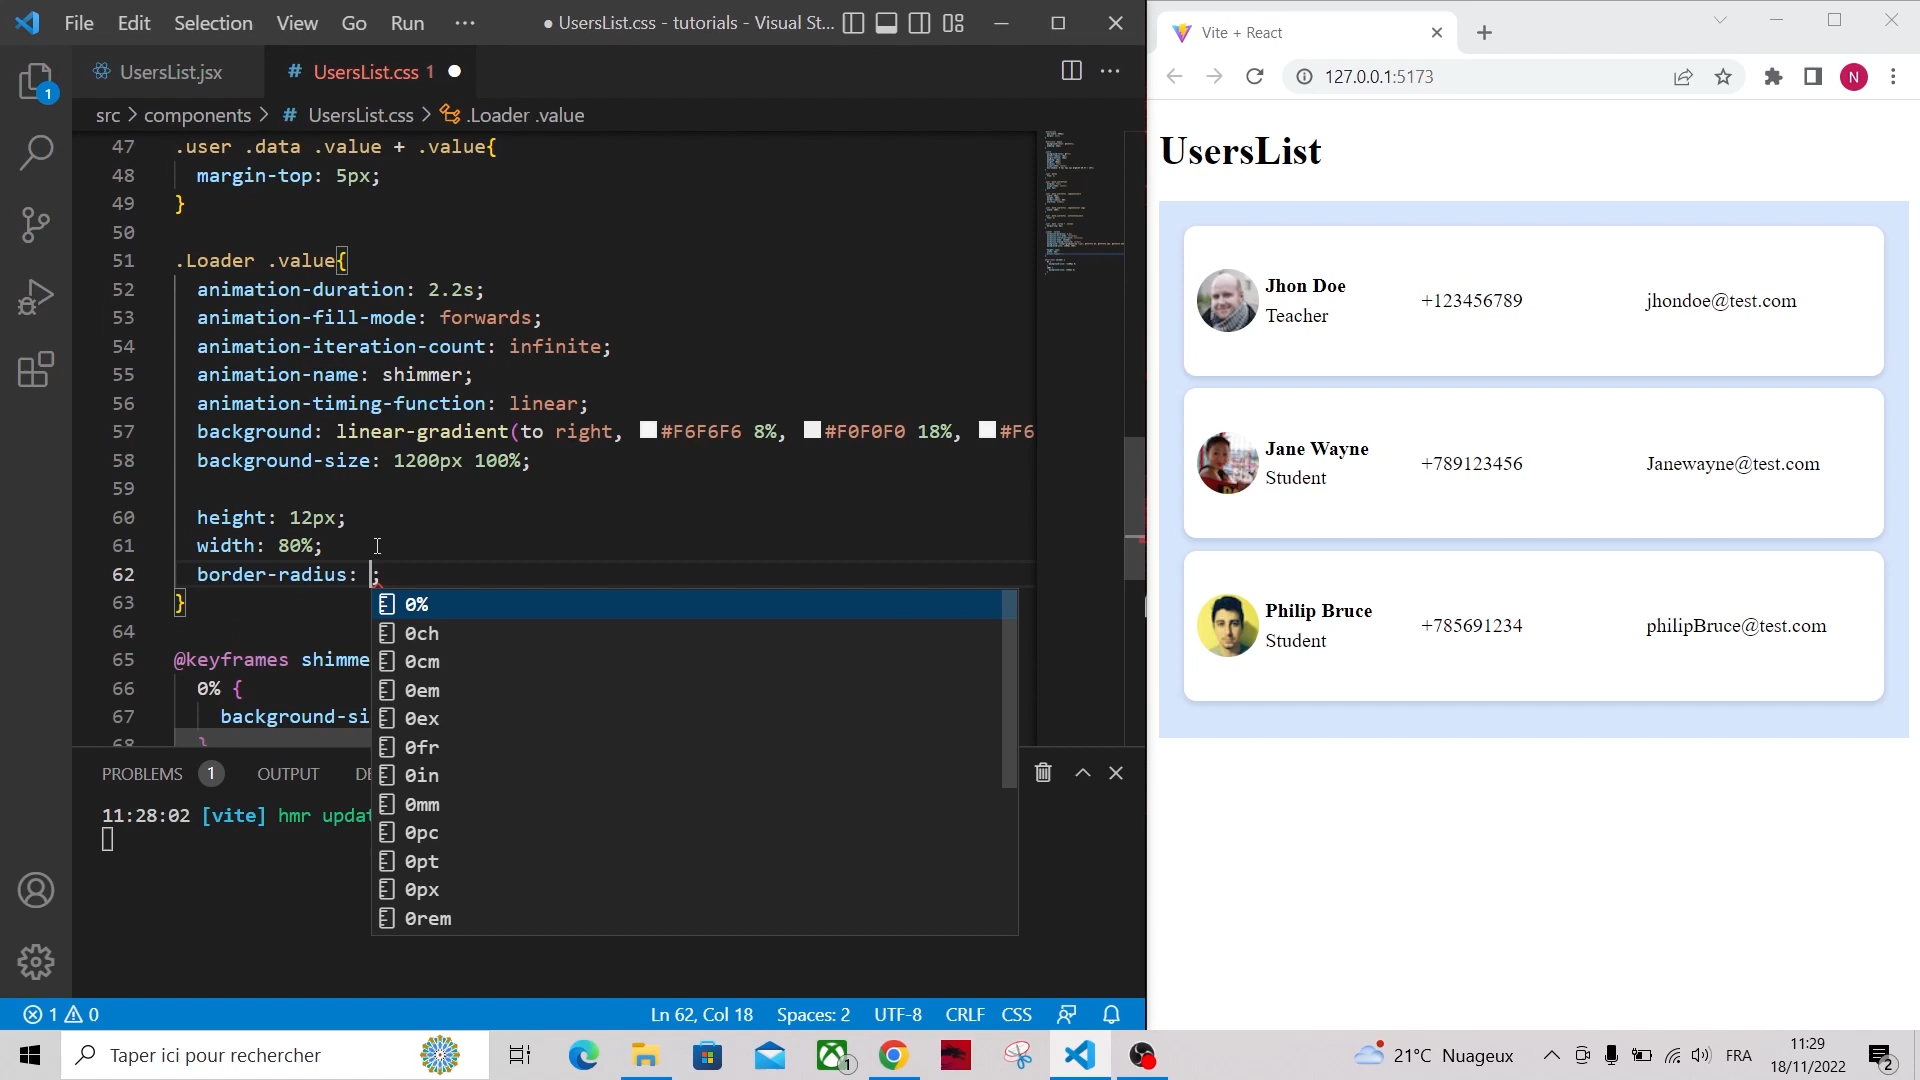 File Edit Selection View Go Run ··· ● UsersList.css - tutorials - Visual St...
UsersList.jsx # UsersList.css 1
src > components > # UsersList.css > .Loader .value
47 .user .data .value + .value{
48 margin-top: 5px;
49 }
50
51 .Loader .value{
52 animation-duration: 2.2s;
53 animation-fill-mode: forwards;
54 animation-iteration-count: infinite;
55 animation-name: shimmer;
56 animation-timing-function: linear;
57 background: linear-gradient(to right, #F6F6F6 8%, #F0F0F0 18%, #F6
58 background-size: 1200px 100%;
59
60 height: 12px;
61 width: 80%;
62 border-radius: ;
63 }
64
65 @keyframes shimme
66 0% {
67 background-si
68 }
0%
0ch
0cm
0em
0ex
0fr
0in
0mm
0pc
0pt
0px
0rem
1
PROBLEMS 1 OUTPUT DE
11:28:02 [vite] hmr updat
1 0 Ln 62, Col 18 Spaces: 2 UTF-8 CRLF CSS
Vite + React
127.0.0.1:5173
N
UsersList
Jhon Doe
Teacher
+123456789
jhondoe@test.com
Jane Wayne
Student
+789123456
Janewayne@test.com
Philip Bruce
Student
+785691234
philipBruce@test.com
Taper ici pour rechercher
1
21°C Nuageux
FRA
11:29
18/11/2022
2